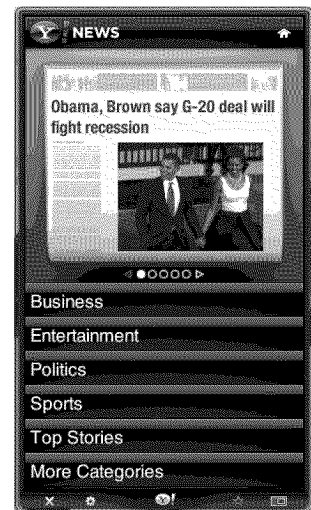 Y! NEWS
Obama, Brown say G-20 deal will
fight recession
Business
Entertainment
Politics
Sports
Top Stories
More Categories
Y!